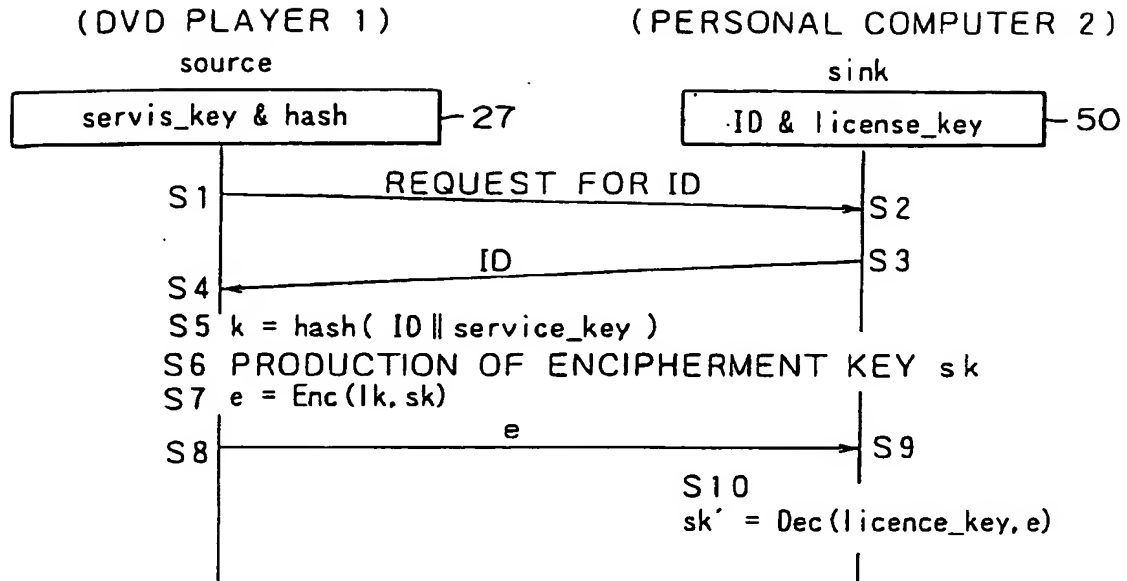 (DVD PLAYER 1) (PERSONAL COMPUTER 2)
source sink
servis_key & hash 27 ID & license_key 50
S1 REQUEST FOR ID S2
ID S3
S4
S5 k = hash( ID || service_key )
S6 PRODUCTION OF ENCIPHERMENT KEY sk
S7 e = Enc(lk, sk)
S8 e S9
S10
sk′ = Dec(licence_key, e)